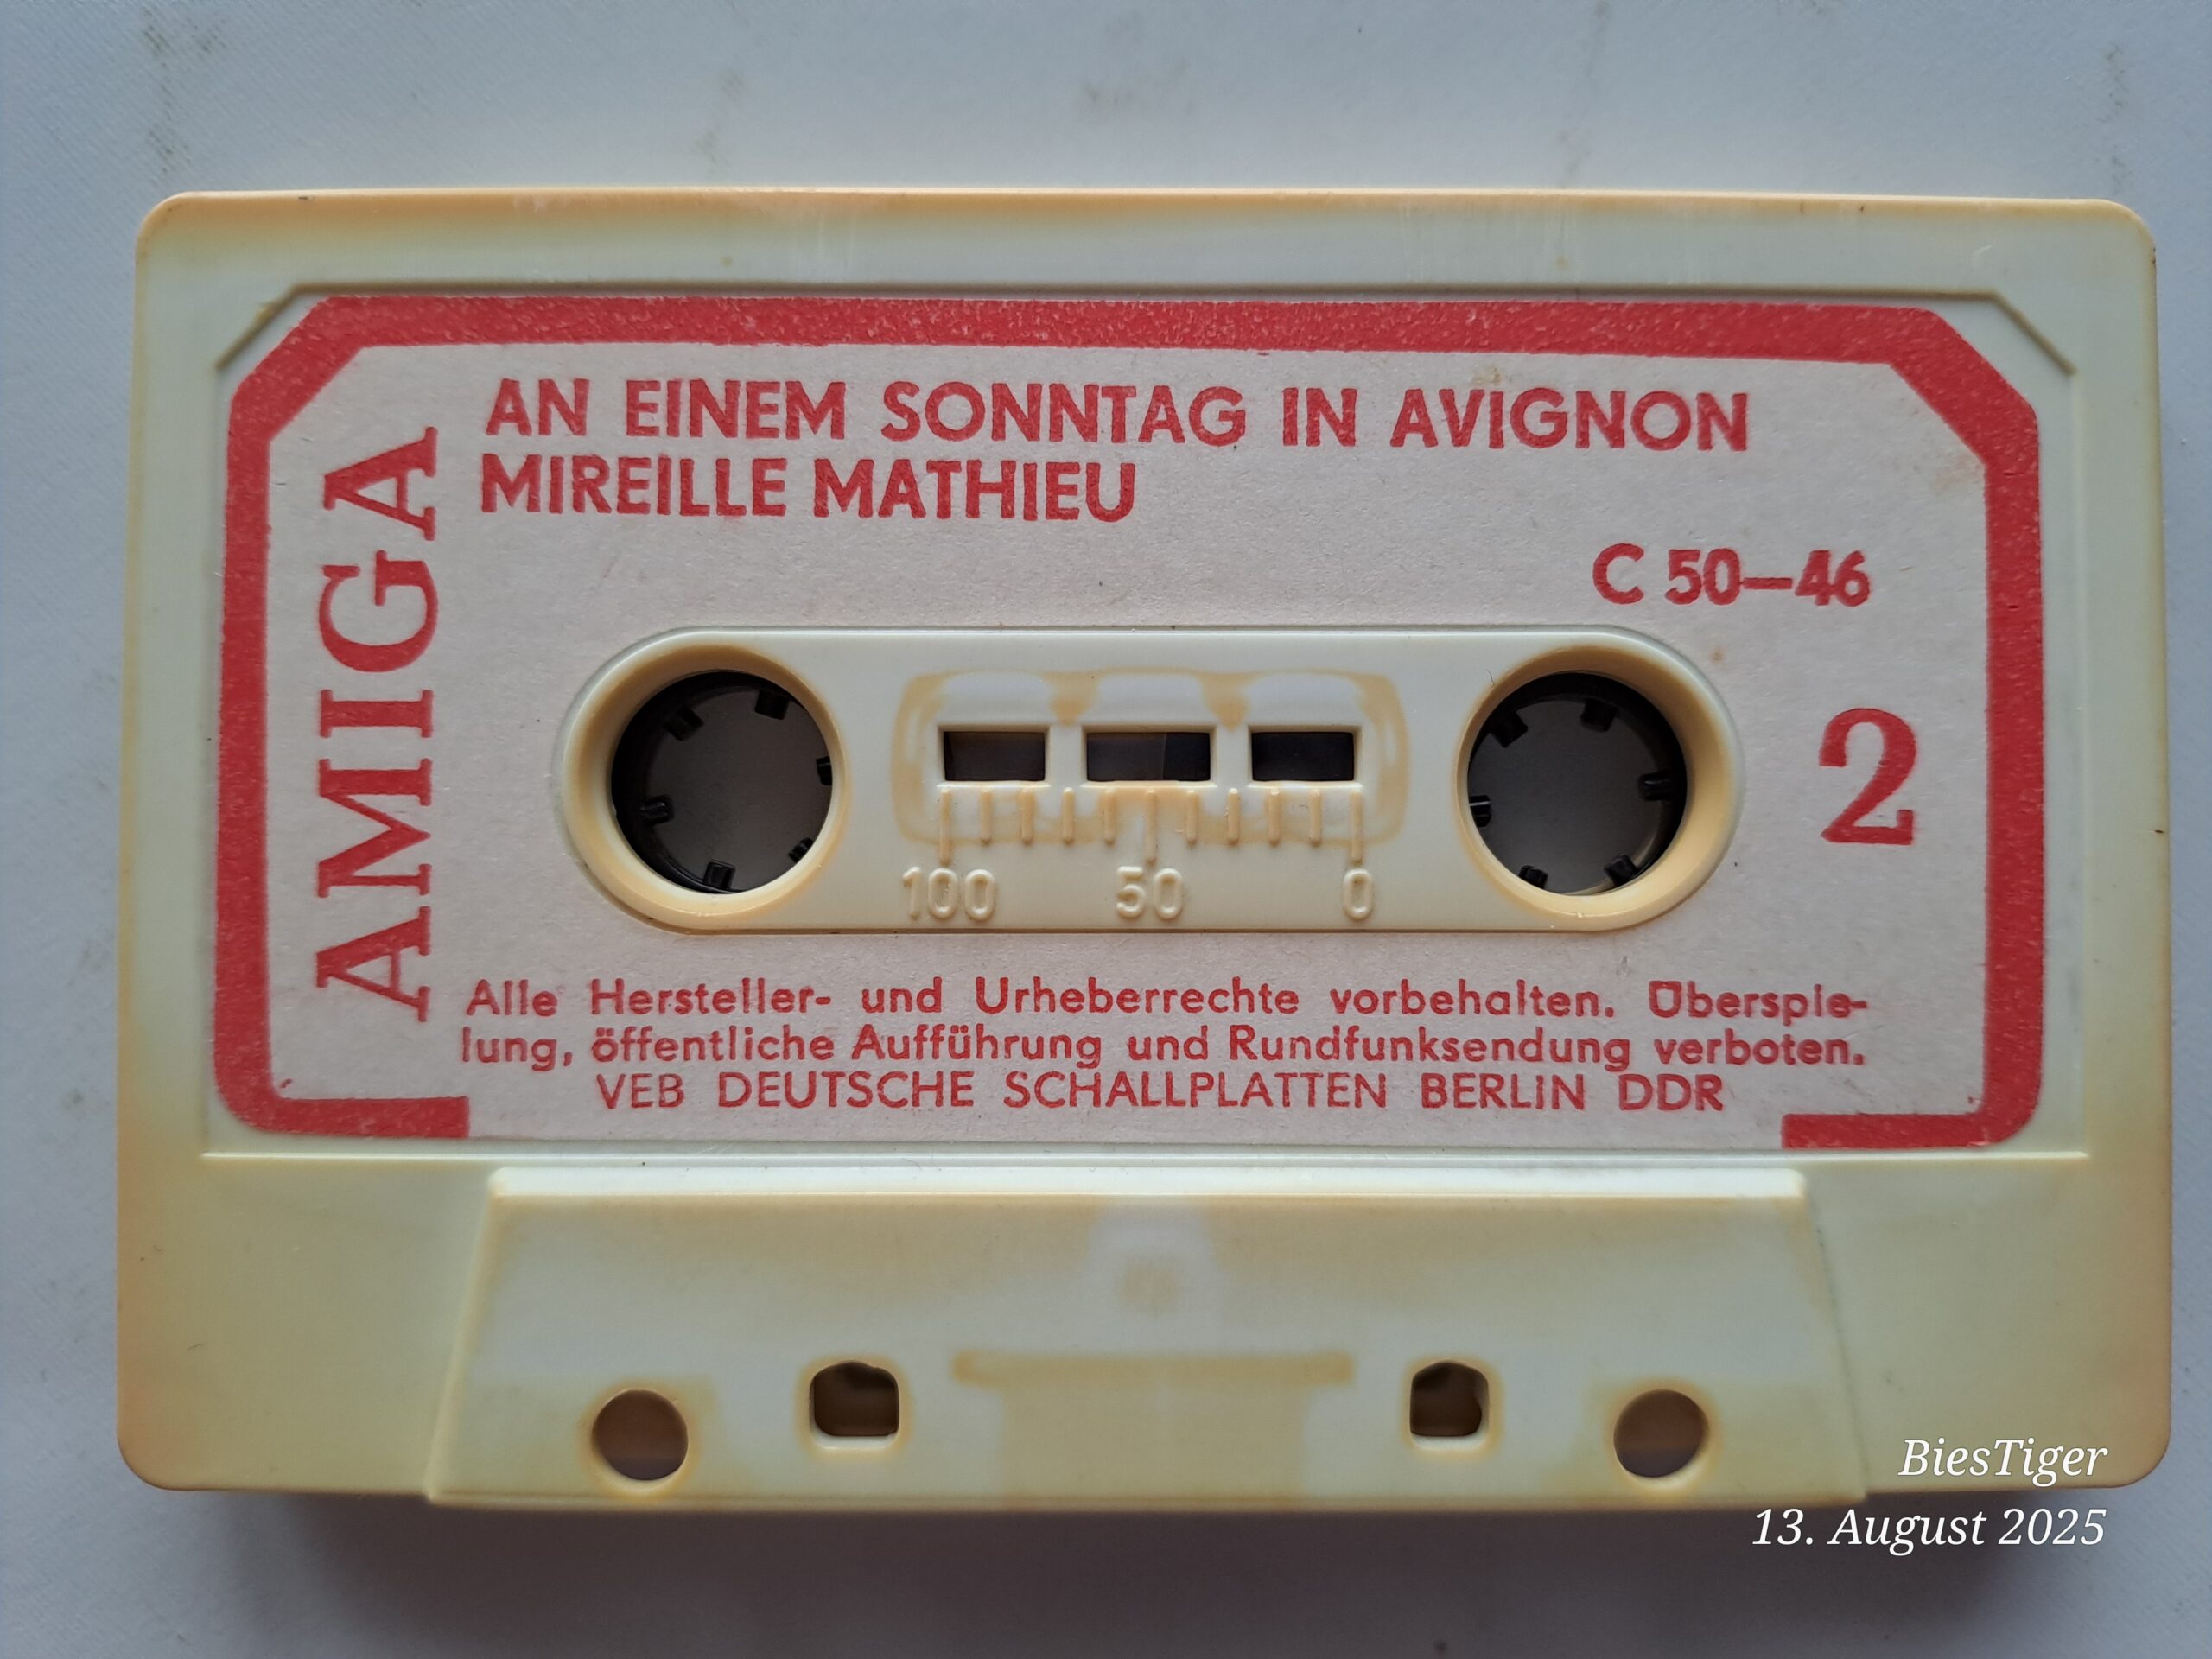 AN EINEM SONNTAG IN AVIGNON
MIREILLE MATHIEU
C 50—46
AMIGA
2
100 50 0
Alle Hersteller- und Urheberrechte vorbehalten. Überspie-
lung, öffentliche Aufführung und Rundfunksendung verboten.
VEB DEUTSCHE SCHALLPLATTEN BERLIN DDR
BiesTiger
13. August 2025